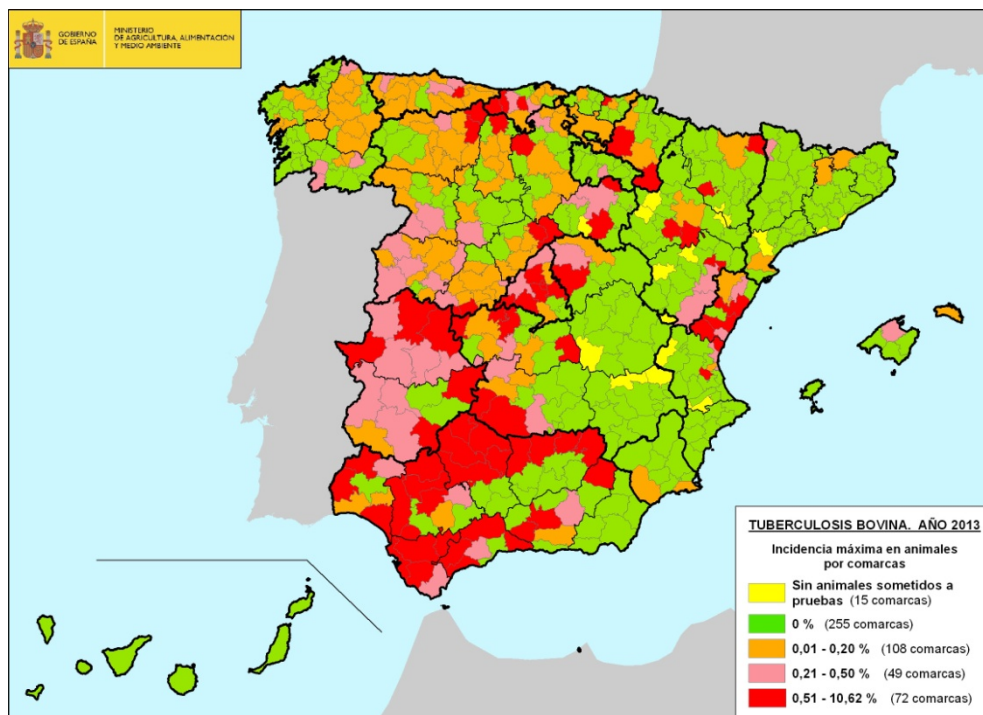 GOBIERNO
DE ESPAÑA
MINISTERIO
DE AGRICULTURA, ALIMENTACIÓN
Y MEDIO AMBIENTE
TUBERCULOSIS BOVINA. AÑO 2013
Incidencia máxima en animales
por comarcas
Sin animales sometidos a
pruebas (15 comarcas)
0 % (255 comarcas)
0,01 - 0,20 % (108 comarcas)
0,21 - 0,50 % (49 comarcas)
0,51 - 10,62 % (72 comarcas)